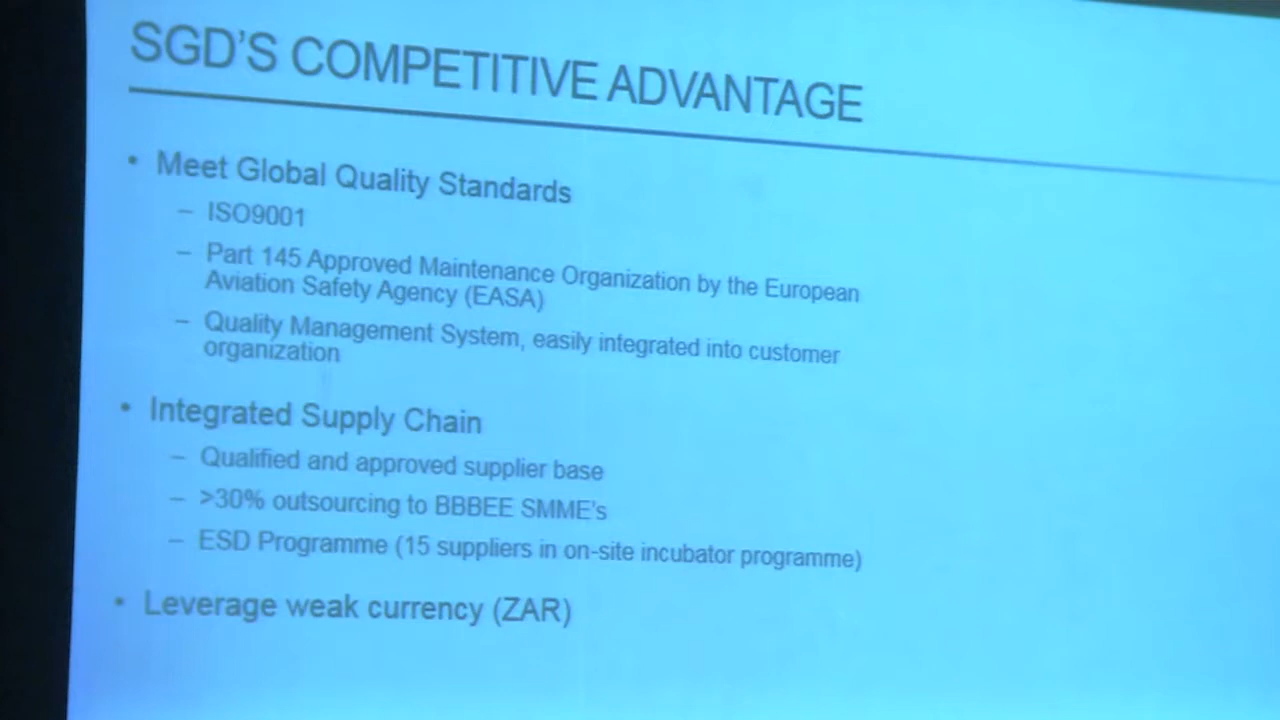 SGD'S COMPETITIVE ADVANTAGE
• Meet Global Quality Standards
– ISO9001
– Part 145 Approved Maintenance Organization by the European
Aviation Safety Agency (EASA)
– Quality Management System, easily integrated into customer
organization
• Integrated Supply Chain
– Qualified and approved supplier base
– >30% outsourcing to BBBEE SMME's
– ESD Programme (15 suppliers in on-site incubator programme)
• Leverage weak currency (ZAR)